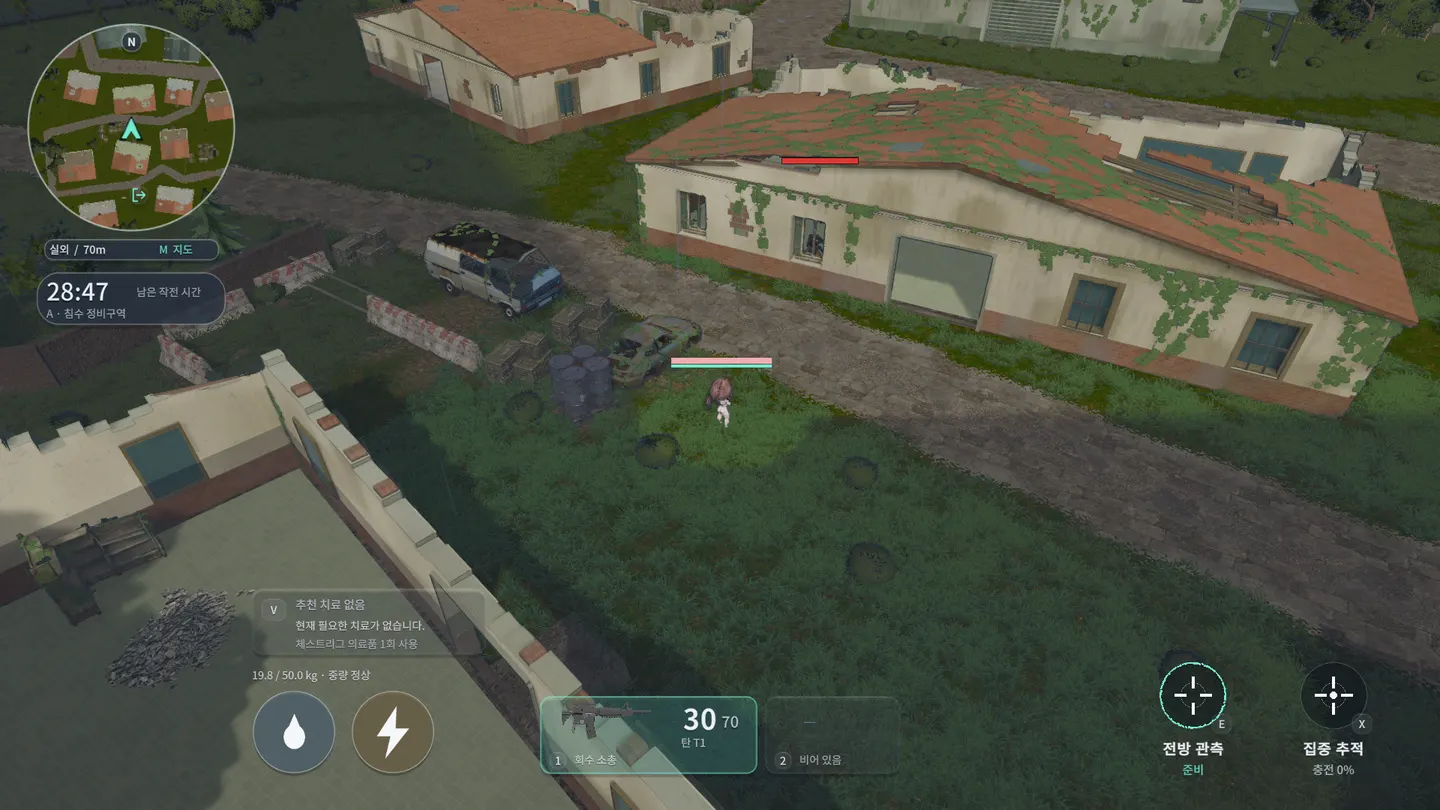 N
실외 / 70m M 지도
28:47 남은 작전 시간
A · 침수 정비구역
V 추천 치료 없음
현재 필요한 치료가 없습니다.
체스트리그 의료품 1회 사용
19.8 / 50.0 kg · 중량 정상
30 70
탄 T1
1 회수 소총
—
2 비어 있음
E
전방 관측
준비
X
집중 추적
충전 0%